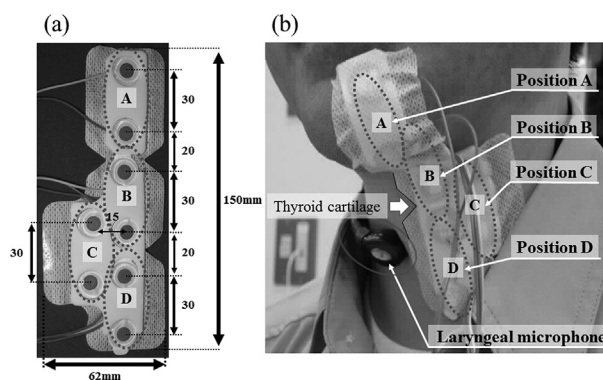 (a)
A
30
20
B
30
150mm
15
C
30
20
D
30
62mm
(b)
Position A
A
Position B
B
Position C
Thyroid cartilage
C
Position D
D
Laryngeal microphone